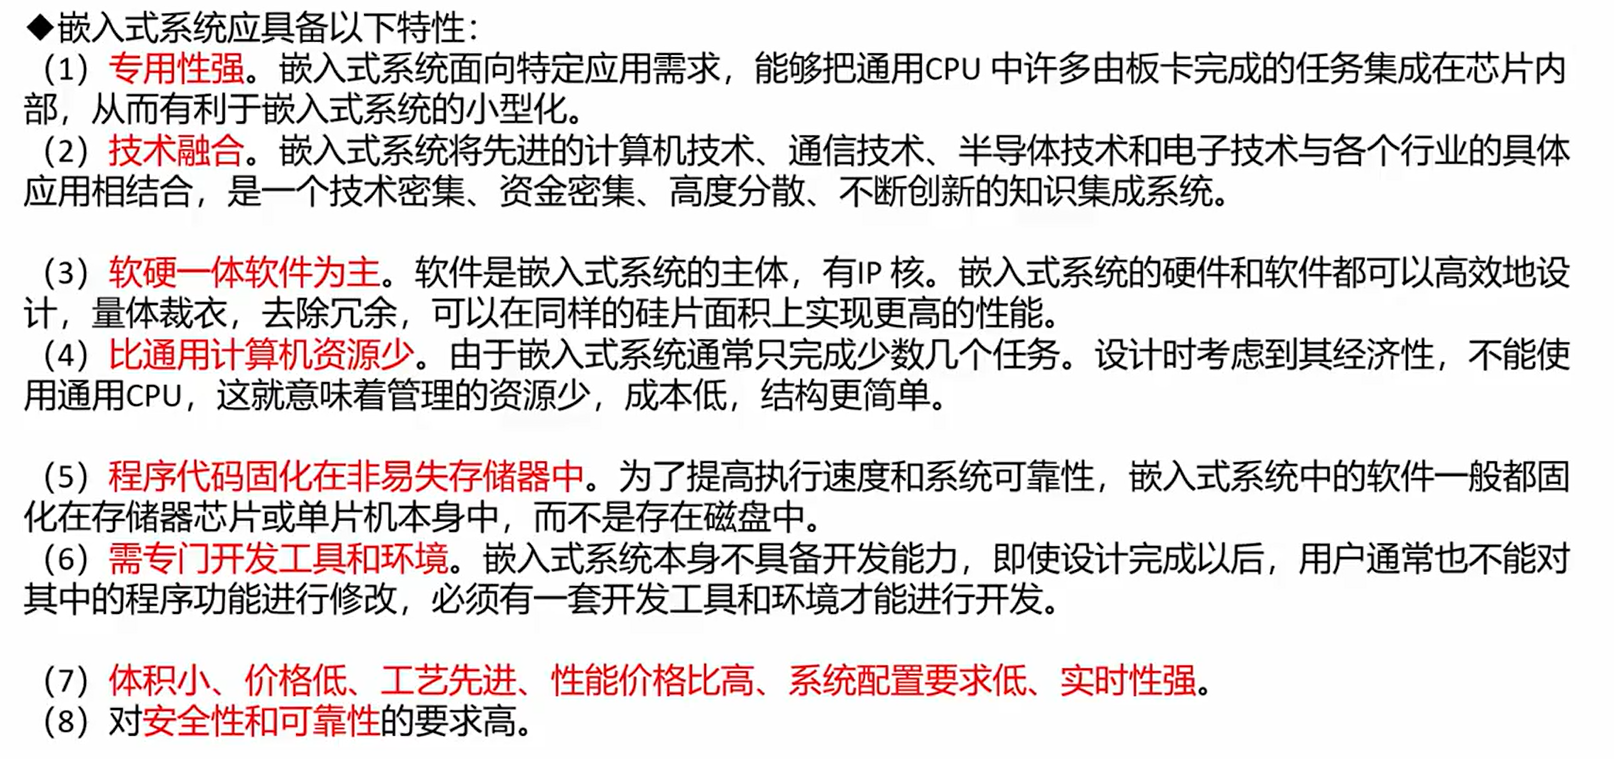 ◆嵌入式系统应具备以下特性：
（1）专用性强。嵌入式系统面向特定应用需求，能够把通用CPU 中许多由板卡完成的任务集成在芯片内
部，从而有利于嵌入式系统的小型化。
（2）技术融合。嵌入式系统将先进的计算机技术、通信技术、半导体技术和电子技术与各个行业的具体
应用相结合，是一个技术密集、资金密集、高度分散、不断创新的知识集成系统。
（3）软硬一体软件为主。软件是嵌入式系统的主体，有IP 核。嵌入式系统的硬件和软件都可以高效地设
计，量体裁衣，去除冗余，可以在同样的硅片面积上实现更高的性能。
（4）比通用计算机资源少。由于嵌入式系统通常只完成少数几个任务。设计时考虑到其经济性，不能使
用通用CPU，这就意味着管理的资源少，成本低，结构更简单。
（5）程序代码固化在非易失存储器中。为了提高执行速度和系统可靠性，嵌入式系统中的软件一般都固
化在存储器芯片或单片机本身中，而不是存在磁盘中。
（6）需专门开发工具和环境。嵌入式系统本身不具备开发能力，即使设计完成以后，用户通常也不能对
其中的程序功能进行修改，必须有一套开发工具和环境才能进行开发。
（7）体积小、价格低、工艺先进、性能价格比高、系统配置要求低、实时性强。
（8）对安全性和可靠性的要求高。